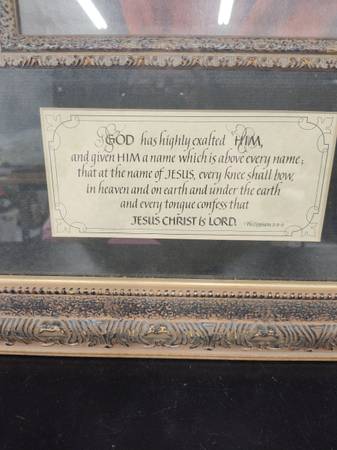 GOD has highly exalted HIM,
and given HIM a name which is above every name;
that at the name of JESUS, every knee shall bow,
in heaven and on earth and under the earth
and every tongue confess that
JESUS CHRIST is LORD.